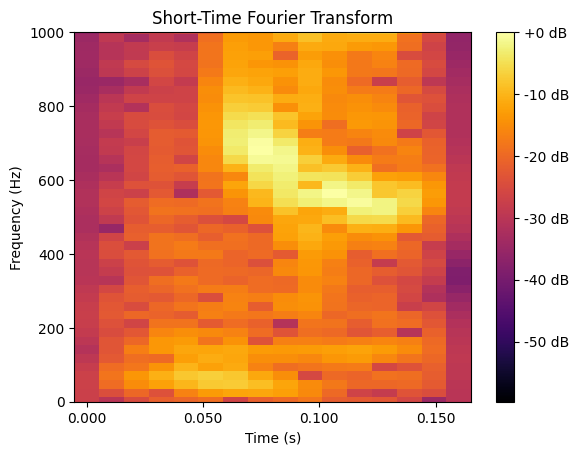 Short-Time Fourier Transform
1000
800
600
400
200
0
Frequency (Hz)
0.000
0.050
0.100
0.150
Time (s)
+0 dB
-10 dB
-20 dB
-30 dB
-40 dB
-50 dB